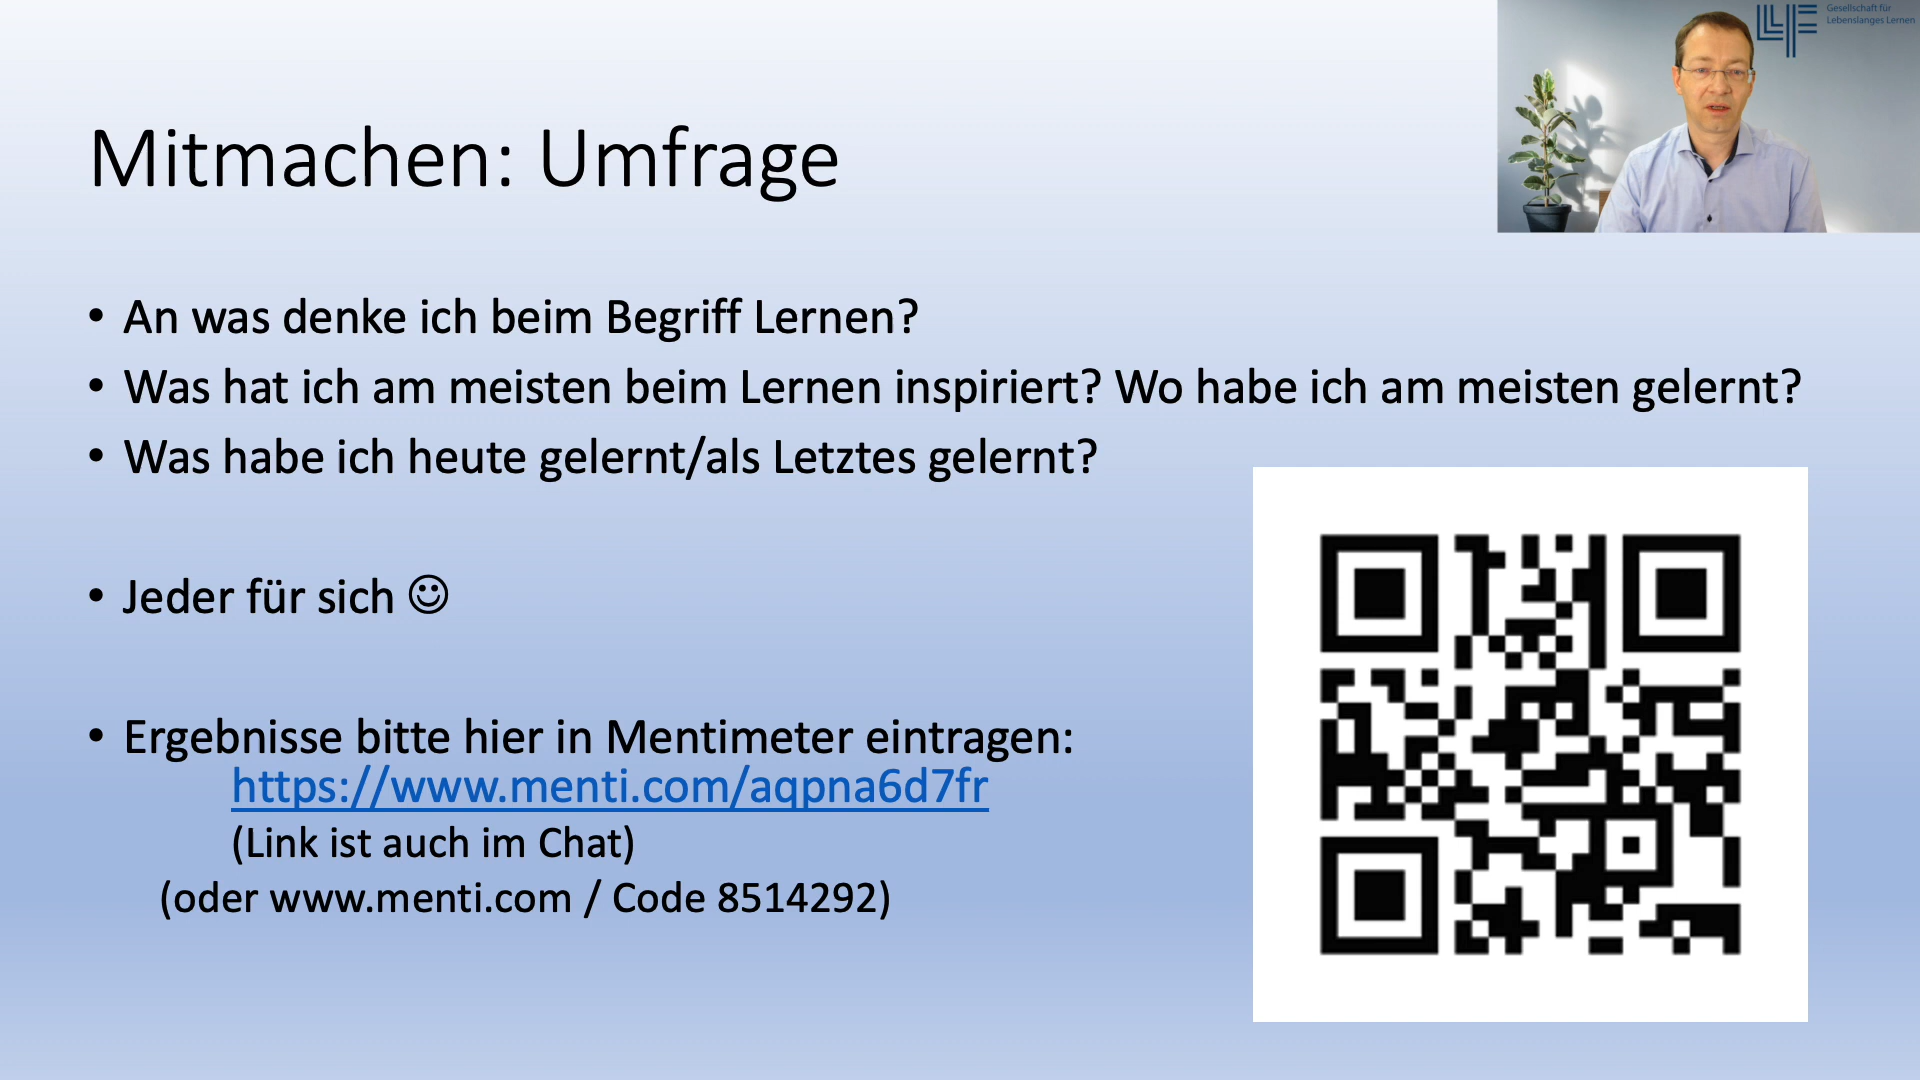 Gesellschaft für
Lebenslanges Lernen
Mitmachen: Umfrage
• An was denke ich beim Begriff Lernen?
• Was hat ich am meisten beim Lernen inspiriert? Wo habe ich am meisten gelernt?
• Was habe ich heute gelernt/als Letztes gelernt?
• Jeder für sich ☺
• Ergebnisse bitte hier in Mentimeter eintragen:
https://www.menti.com/aqpna6d7fr
(Link ist auch im Chat)
(oder www.menti.com / Code 8514292)